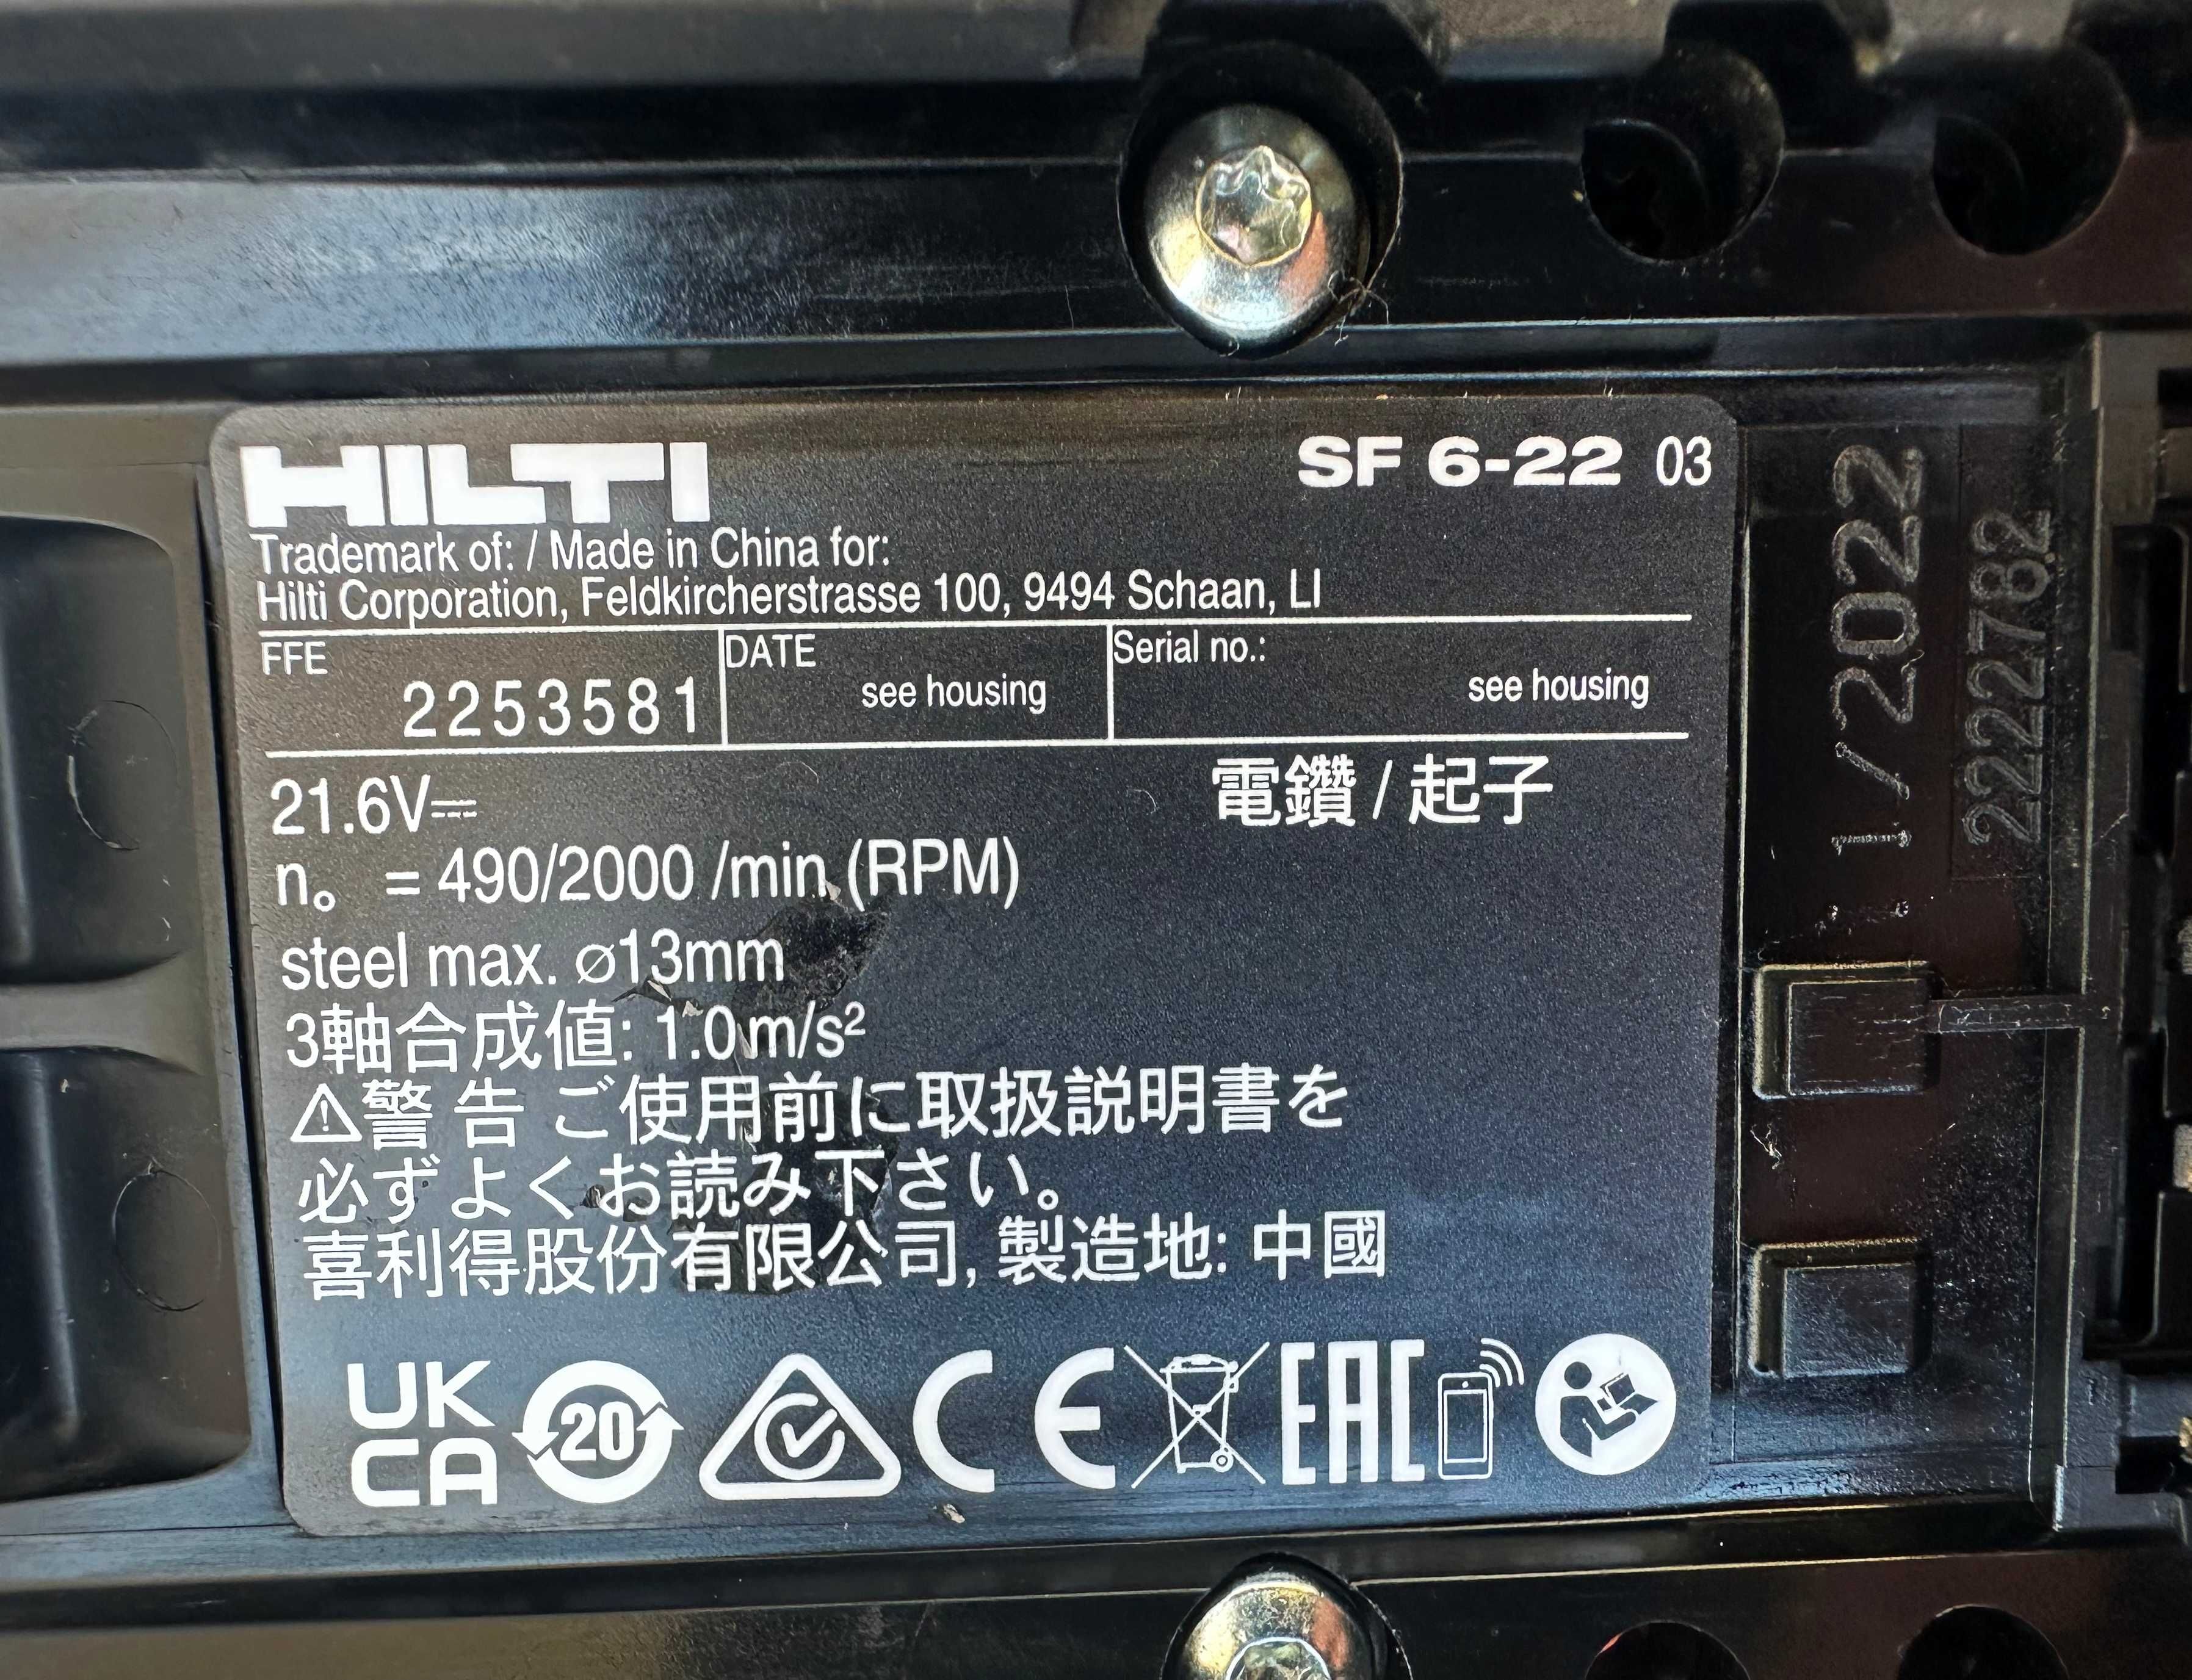 HILTI
SF 6-22 03
Trademark of: / Made in China for:
Hilti Corporation, Feldkircherstrasse 100, 9494 Schaan, LI
FFE
2253581
DATE
see housing
Serial no.:
see housing
21.6V⎓
電鑽 / 起子
n₀ = 490/2000 /min (RPM)
steel max. ⌀13mm
3軸合成値: 1.0m/s²
⚠警 告 ご使用前に取扱説明書を
必ずよくお読み下さい。
喜利得股份有限公司, 製造地: 中國
UK
CA
20
CE
EAC
/2022
2222782